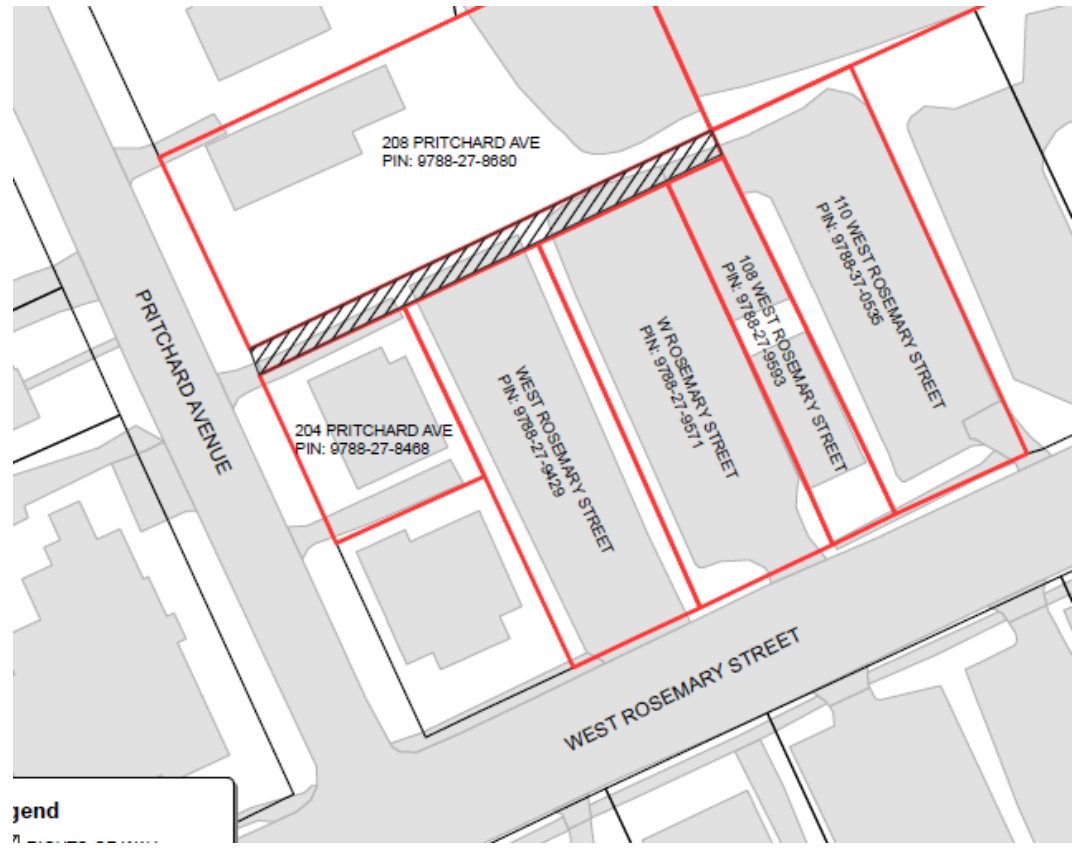 208 PRITCHARD AVE
PIN: 9788-27-8680
110 WEST ROSEMARY STREET
PIN: 9788-37-0535
108 WEST ROSEMARY STREET
PIN: 9788-27-9593
W ROSEMARY STREET
PIN: 9788-27-9571
WEST ROSEMARY STREET
PIN: 9788-27-9429
PRITCHARD AVENUE
204 PRITCHARD AVE
PIN: 9788-27-8468
WEST ROSEMARY STREET
gend